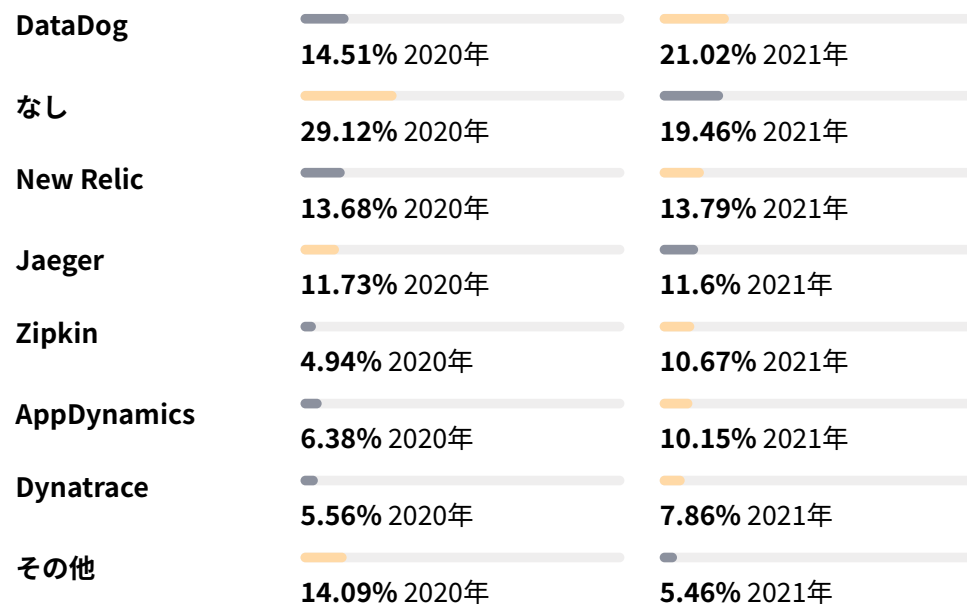 DataDog
14.51% 2020年
21.02% 2021年
なし
29.12% 2020年
19.46% 2021年
New Relic
13.68% 2020年
13.79% 2021年
Jaeger
11.73% 2020年
11.6% 2021年
Zipkin
4.94% 2020年
10.67% 2021年
AppDynamics
6.38% 2020年
10.15% 2021年
Dynatrace
5.56% 2020年
7.86% 2021年
その他
14.09% 2020年
5.46% 2021年